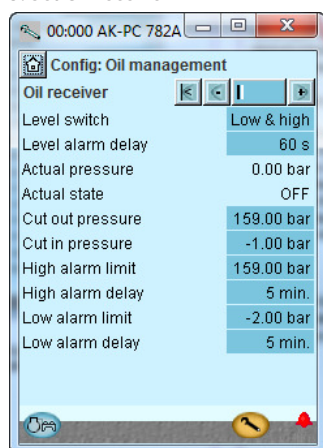 00:000 AK-PC 782A
Config: Oil management
Oil receiver
Level switch Low & high
Level alarm delay 60 s
Actual pressure 0.00 bar
Actual state OFF
Cut out pressure 159.00 bar
Cut in pressure -1.00 bar
High alarm limit 159.00 bar
High alarm delay 5 min.
Low alarm limit -2.00 bar
Low alarm delay 5 min.